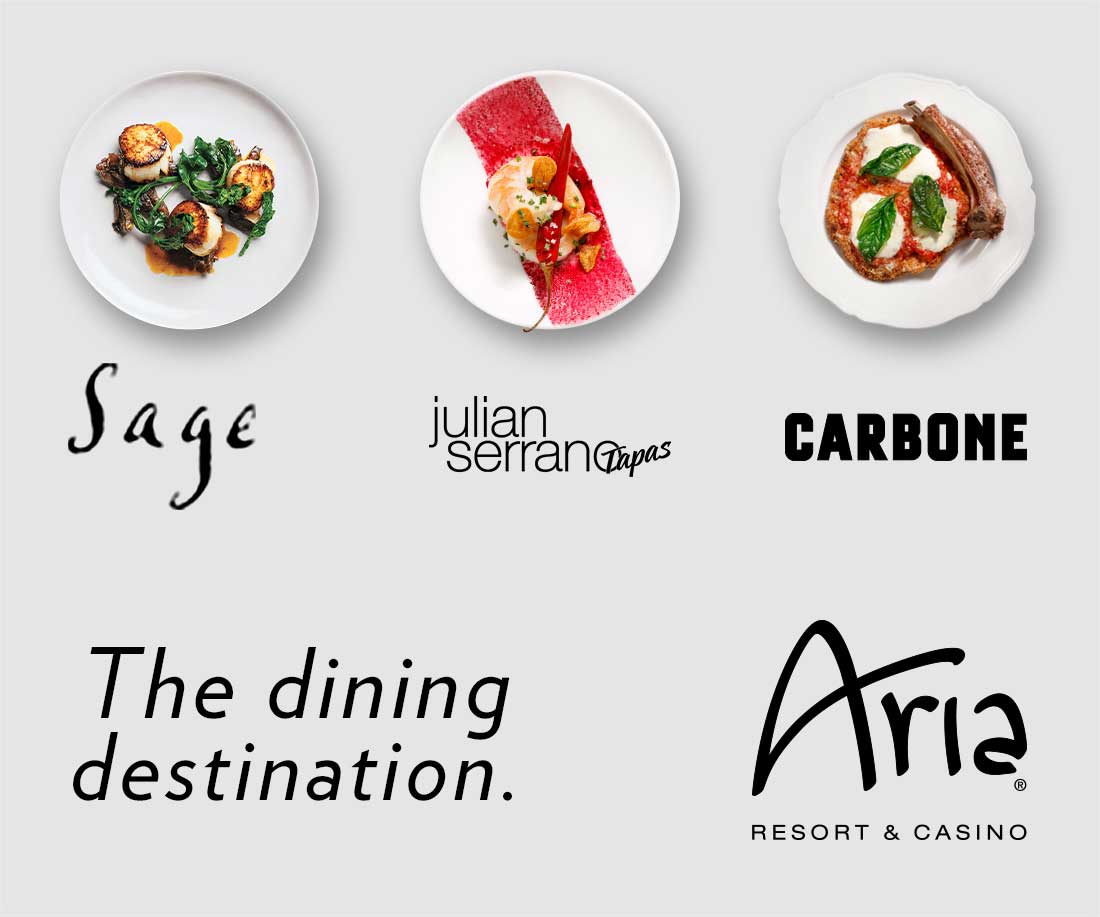 Sage
julian
serrano Tapas
CARBONE
The dining
destination.
Aria®
RESORT & CASINO